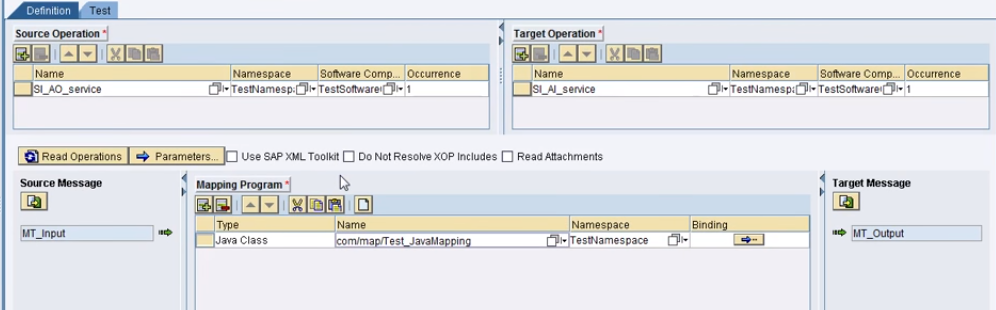 Definition Test
Source Operation *
Name Namespace Software Comp... Occurrence
SI_AO_service TestNamespa TestSoftware 1
Target Operation *
Name Namespace Software Comp... Occurrence
SI_AI_service TestNamespa TestSoftware 1
Read Operations Parameters... Use SAP XML Toolkit Do Not Resolve XOP Includes Read Attachments
Source Message
MT_Input
Mapping Program *
Type Name Namespace Binding
Java Class com/map/Test_JavaMapping TestNamespace
Target Message
MT_Output